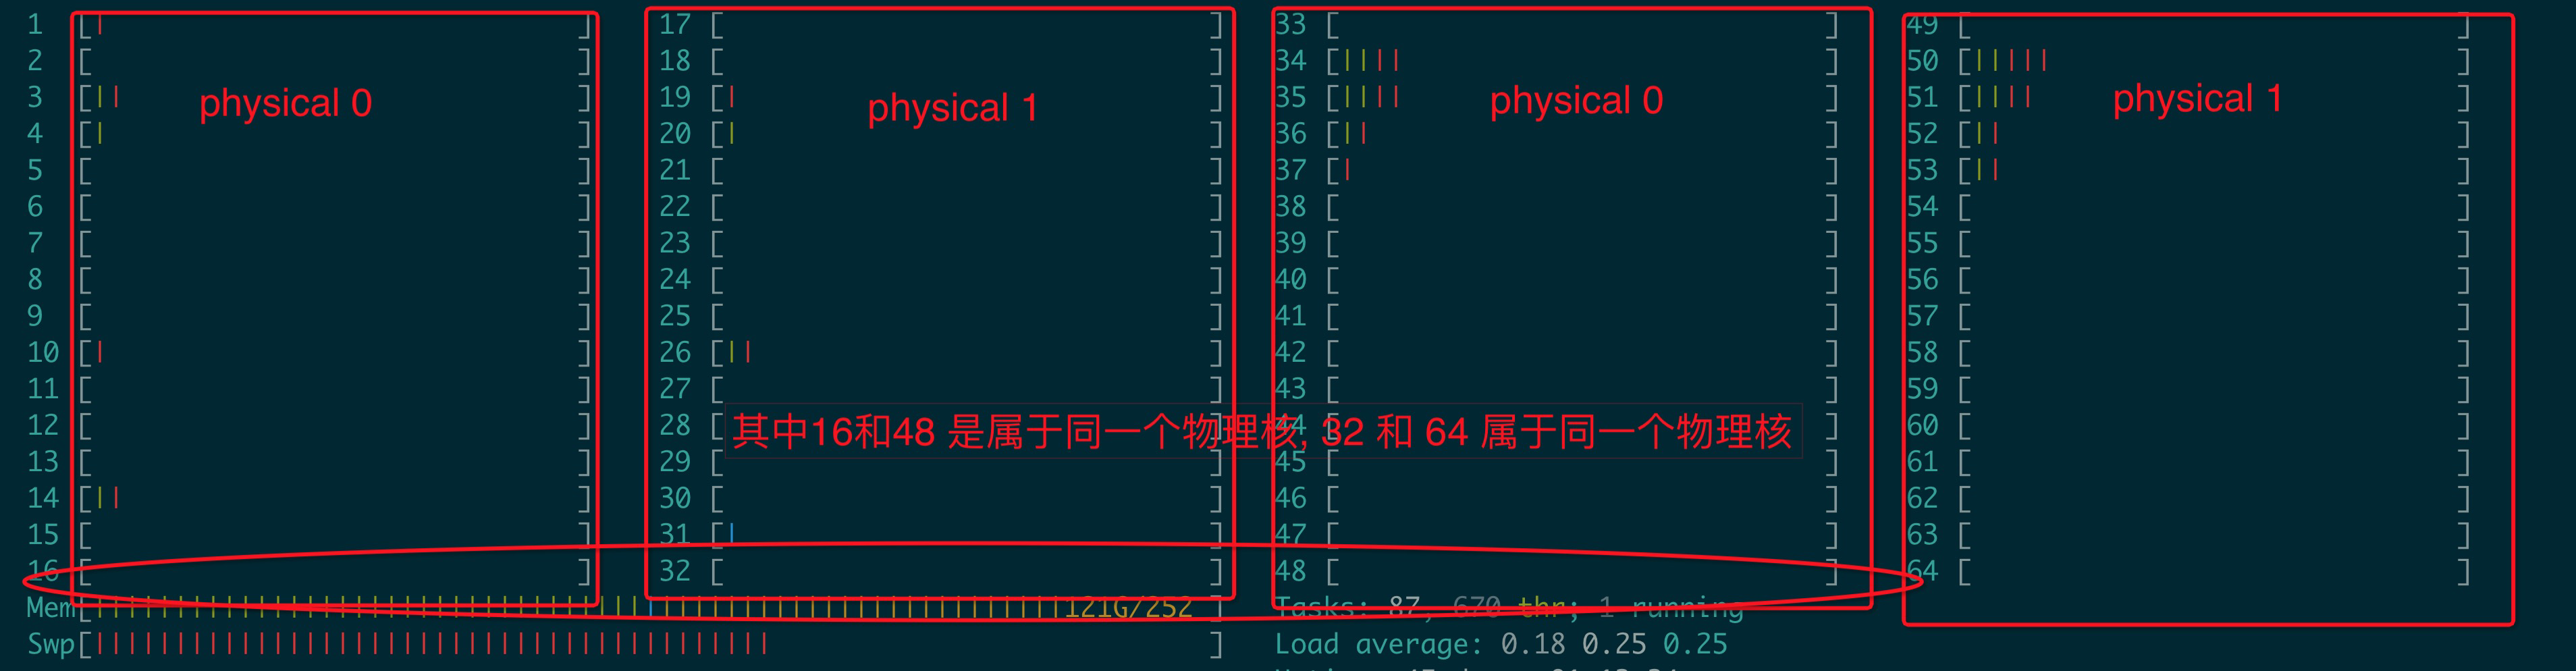 1 [| ] 17 [ ] 33 [ ] 49 [ ]
2 [ ] 18 [ ] 34 [|||| ] 50 [||||| ]
3 [|| ] physical 0 19 [| ] physical 1 35 [|||| ] physical 0 51 [|||| ] physical 1
4 [| ] 20 [| ] 36 [|| ] 52 [|| ]
5 [ ] 21 [ ] 37 [| ] 53 [|| ]
6 [ ] 22 [ ] 38 [ ] 54 [ ]
7 [ ] 23 [ ] 39 [ ] 55 [ ]
8 [ ] 24 [ ] 40 [ ] 56 [ ]
9 [ ] 25 [ ] 41 [ ] 57 [ ]
10 [| ] 26 [|| ] 42 [ ] 58 [ ]
11 [ ] 27 [ ] 43 [ ] 59 [ ]
12 [ ] 28 [ ] 44 [ ] 60 [ ]
其中16和48 是属于同一个物理核, 32 和 64 属于同一个物理核
13 [ ] 29 [ ] 45 [ ] 61 [ ]
14 [|| ] 30 [ ] 46 [ ] 62 [ ]
15 [ ] 31 [| ] 47 [ ] 63 [ ]
16 [ ] 32 [ ] 48 [ ] 64 [ ]
Mem[||||||||||||||||||||||||||||||||||||||||||||||||||||||||||||121G/252 ] Tasks: 87, 670 thr; 1 running
Swp[|||||||||||||||||||||||||||||||||||||||||| ] Load average: 0.18 0.25 0.25